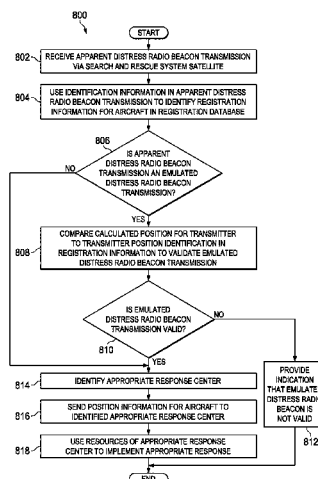 800
START
802
RECEIVE APPARENT DISTRESS RADIO BEACON TRANSMISSION
VIA SEARCH AND RESCUE SYSTEM SATELLITE
804
USE IDENTIFICATION INFORMATION IN APPARENT DISTRESS
RADIO BEACON TRANSMISSION TO IDENTIFY REGISTRATION
INFORMATION FOR AIRCRAFT IN REGISTRATION DATABASE
806
IS APPARENT
DISTRESS RADIO BEACON
TRANSMISSION AN EMULATED
DISTRESS RADIO BEACON
TRANSMISSION?
NO
YES
808
COMPARE CALCULATED POSITION FOR TRANSMITTER
TO TRANSMITTER POSITION IDENTIFICATION IN
REGISTRATION INFORMATION TO VALIDATE EMULATED
DISTRESS RADIO BEACON TRANSMISSION
IS EMULATED
DISTRESS RADIO BEACON
TRANSMISSION VALID?
NO
810
YES
814
IDENTIFY APPROPRIATE RESPONSE CENTER
816
SEND POSITION INFORMATION FOR AIRCRAFT TO
IDENTIFIED APPROPRIATE RESPONSE CENTER
818
USE RESOURCES OF APPROPRIATE RESPONSE
CENTER TO IMPLEMENT APPROPRIATE RESPONSE
PROVIDE
INDICATION
THAT EMULATE
DISTRESS RADI
BEACON IS
NOT VALID
812
END